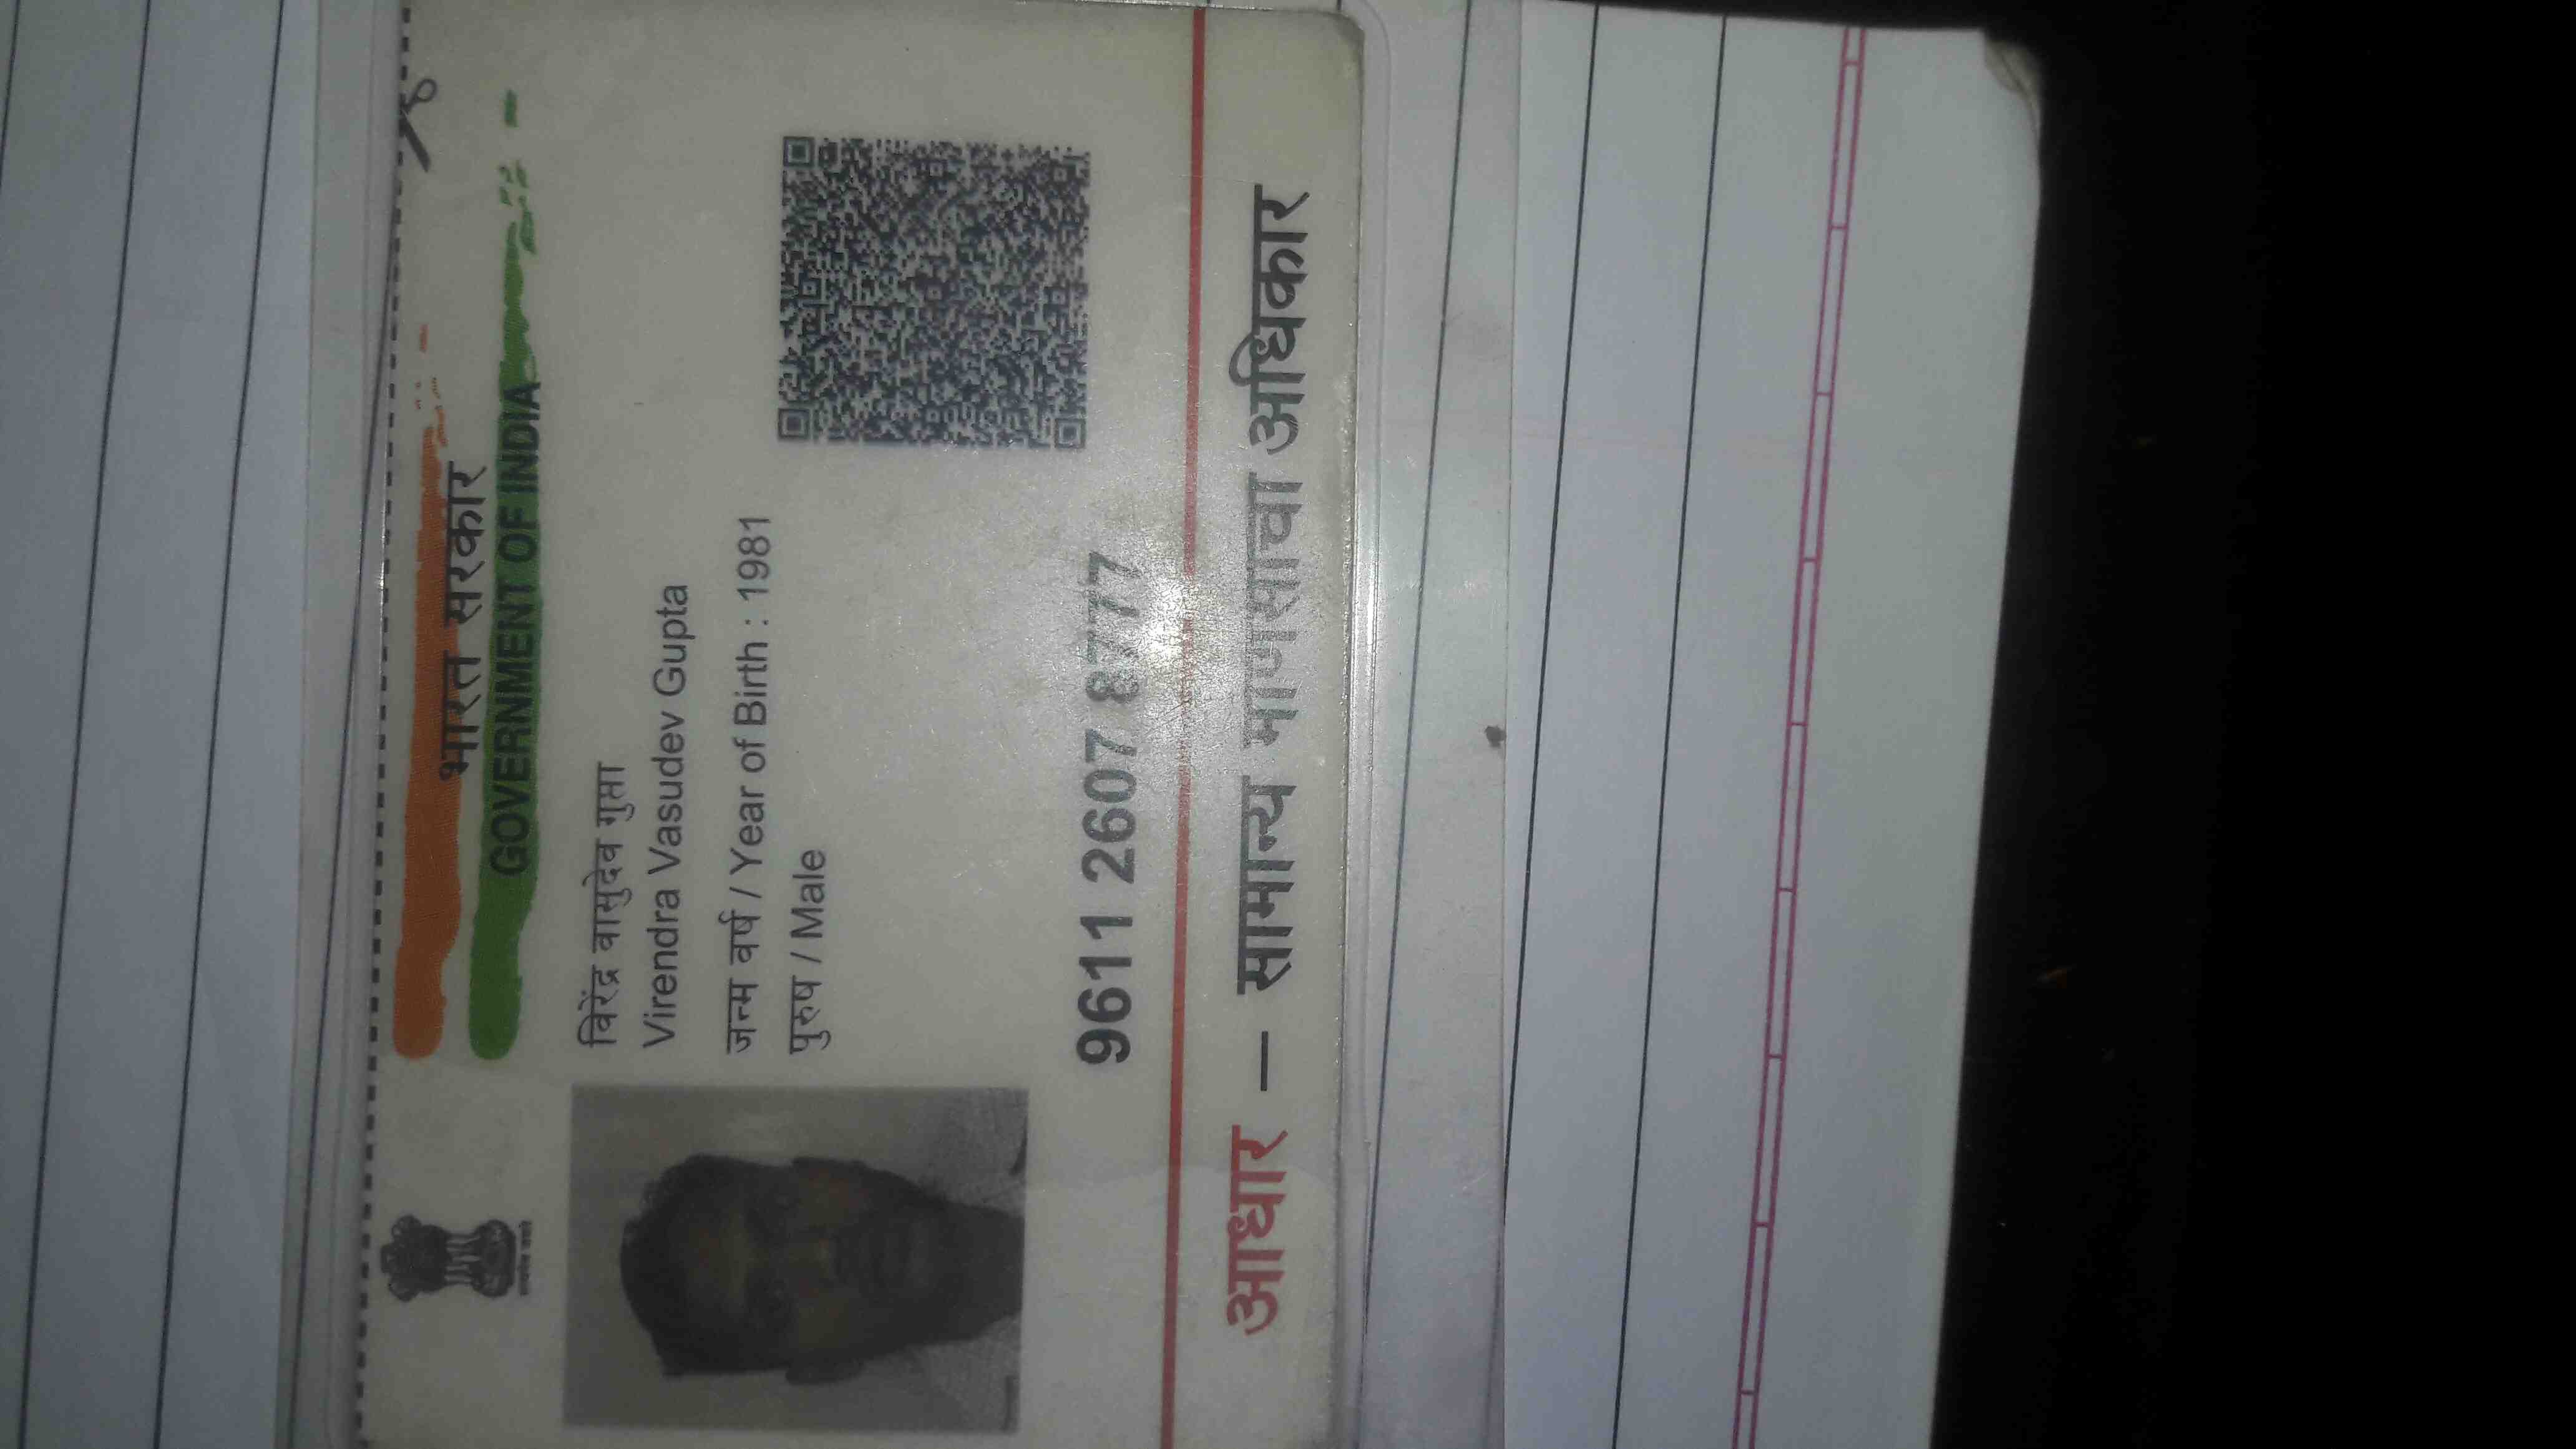 भारत सरकार
GOVERNMENT OF INDIA
विरेंद्र वासुदेव गुप्ता
Virendra Vasudev Gupta
जन्म वर्ष / Year of Birth : 1981
पुरुष / Male
9611 2607 8777
आधार — सामान्य माणसाचा अधिकार